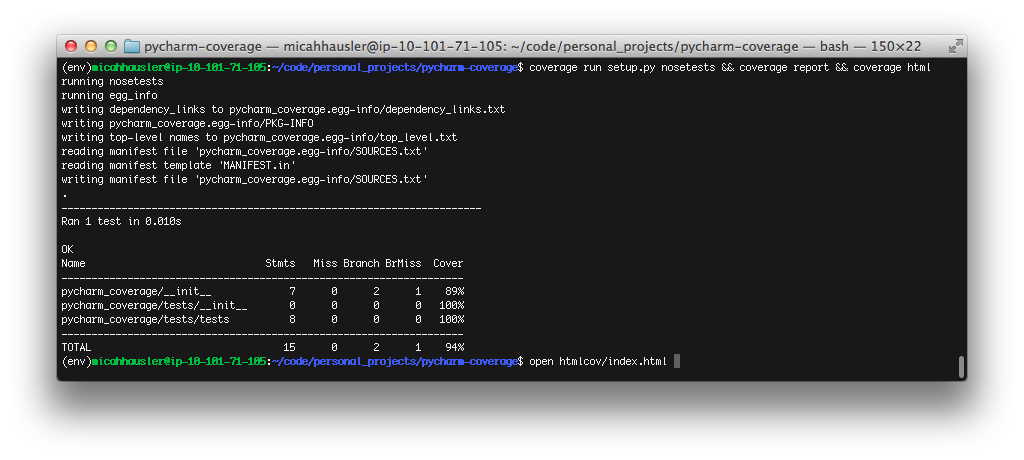 pycharm-coverage — micahhausler@ip-10-101-71-105: ~/code/personal_projects/pycharm-coverage — bash — 150×22
(env)micahhausler@ip-10-101-71-105:~/code/personal_projects/pycharm-coverage$ coverage run setup.py nosetests && coverage report && coverage html
running nosetests
running egg_info
writing dependency_links to pycharm_coverage.egg-info/dependency_links.txt
writing pycharm_coverage.egg-info/PKG-INFO
writing top-level names to pycharm_coverage.egg-info/top_level.txt
reading manifest file 'pycharm_coverage.egg-info/SOURCES.txt'
reading manifest template 'MANIFEST.in'
writing manifest file 'pycharm_coverage.egg-info/SOURCES.txt'
.
----------------------------------------------------------------------
Ran 1 test in 0.010s
OK
Name                                  Stmts   Miss Branch BrMiss  Cover
-------------------------------------------------------------------
pycharm_coverage/__init__             7      0      2      1    89%
pycharm_coverage/tests/__init__       0      0      0      0   100%
pycharm_coverage/tests/tests          8      0      0      0   100%
-------------------------------------------------------------------
TOTAL                                15      0      2      1    94%
(env)micahhausler@ip-10-101-71-105:~/code/personal_projects/pycharm-coverage$ open htmlcov/index.html